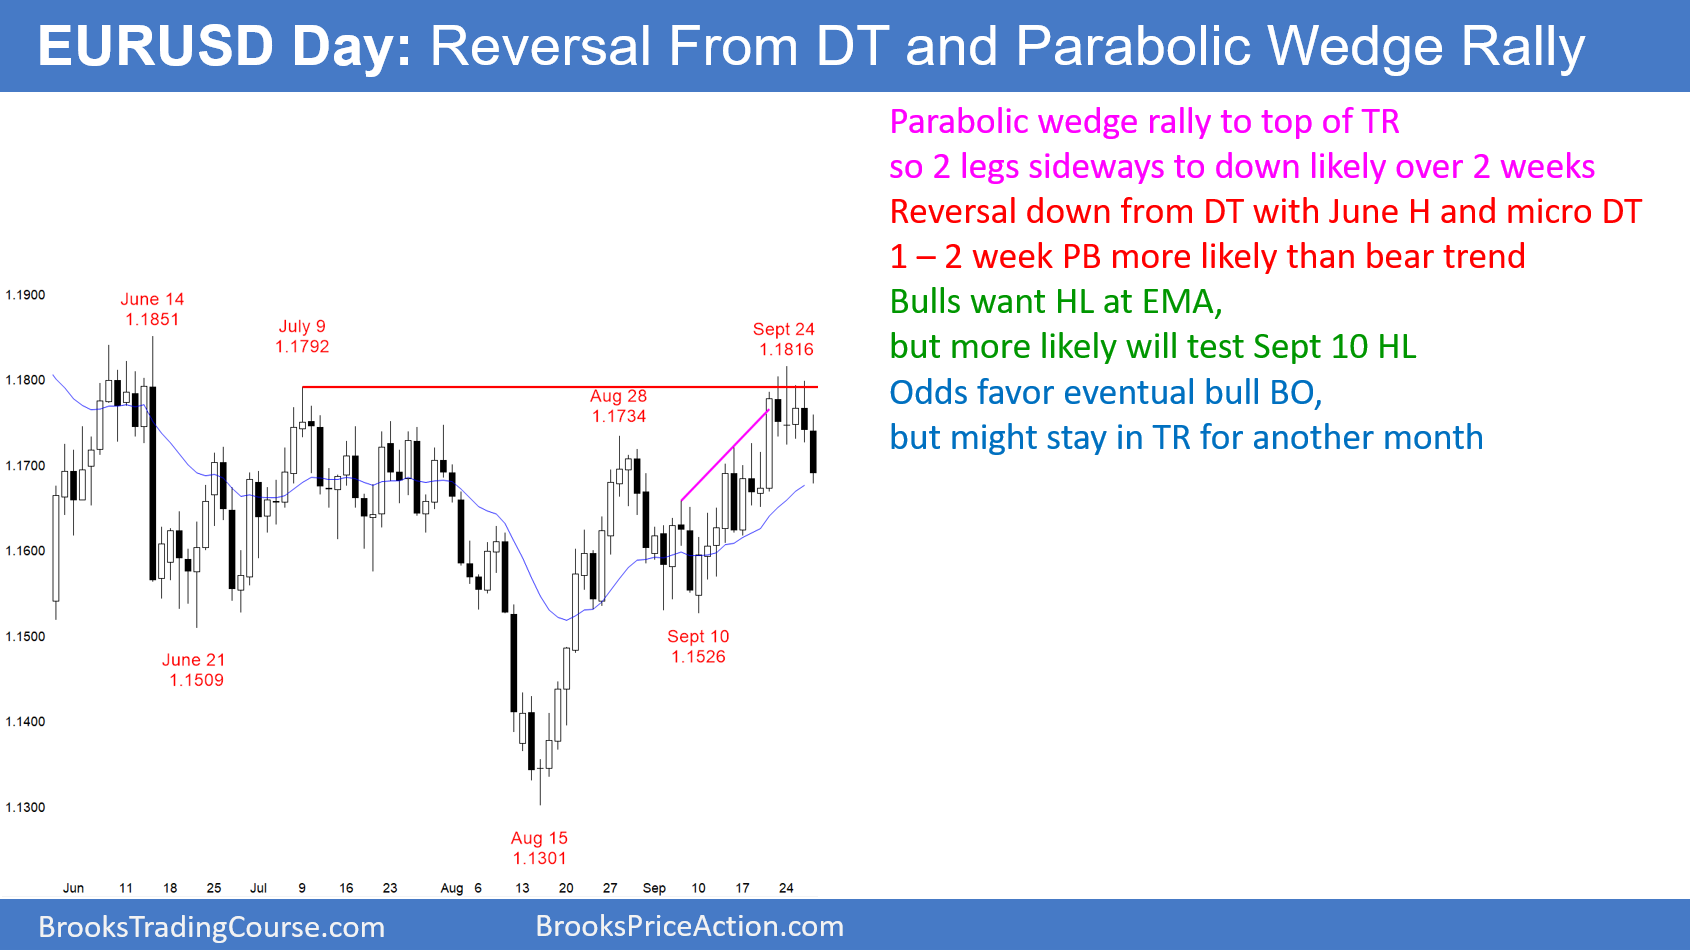 EURUSD Day: Reversal From DT and Parabolic Wedge Rally
Parabolic wedge rally to top of TR
so 2 legs sideways to down likely over 2 weeks
Reversal down from DT with June H and micro DT
1 – 2 week PB more likely than bear trend
Bulls want HL at EMA,
but more likely will test Sept 10 HL
Odds favor eventual bull BO,
but might stay in TR for another month
1.1900
1.1800
1.1700
1.1600
1.1500
1.1400
1.1300
June 14
1.1851
July 9
1.1792
Sept 24
1.1816
Aug 28
1.1734
June 21
1.1509
Sept 10
1.1526
Aug 15
1.1301
Jun 11 18 25 Jul 9 16 23 Aug 6 13 20 27 Sep 10 17 24
BrooksTradingCourse.com
BrooksPriceAction.com